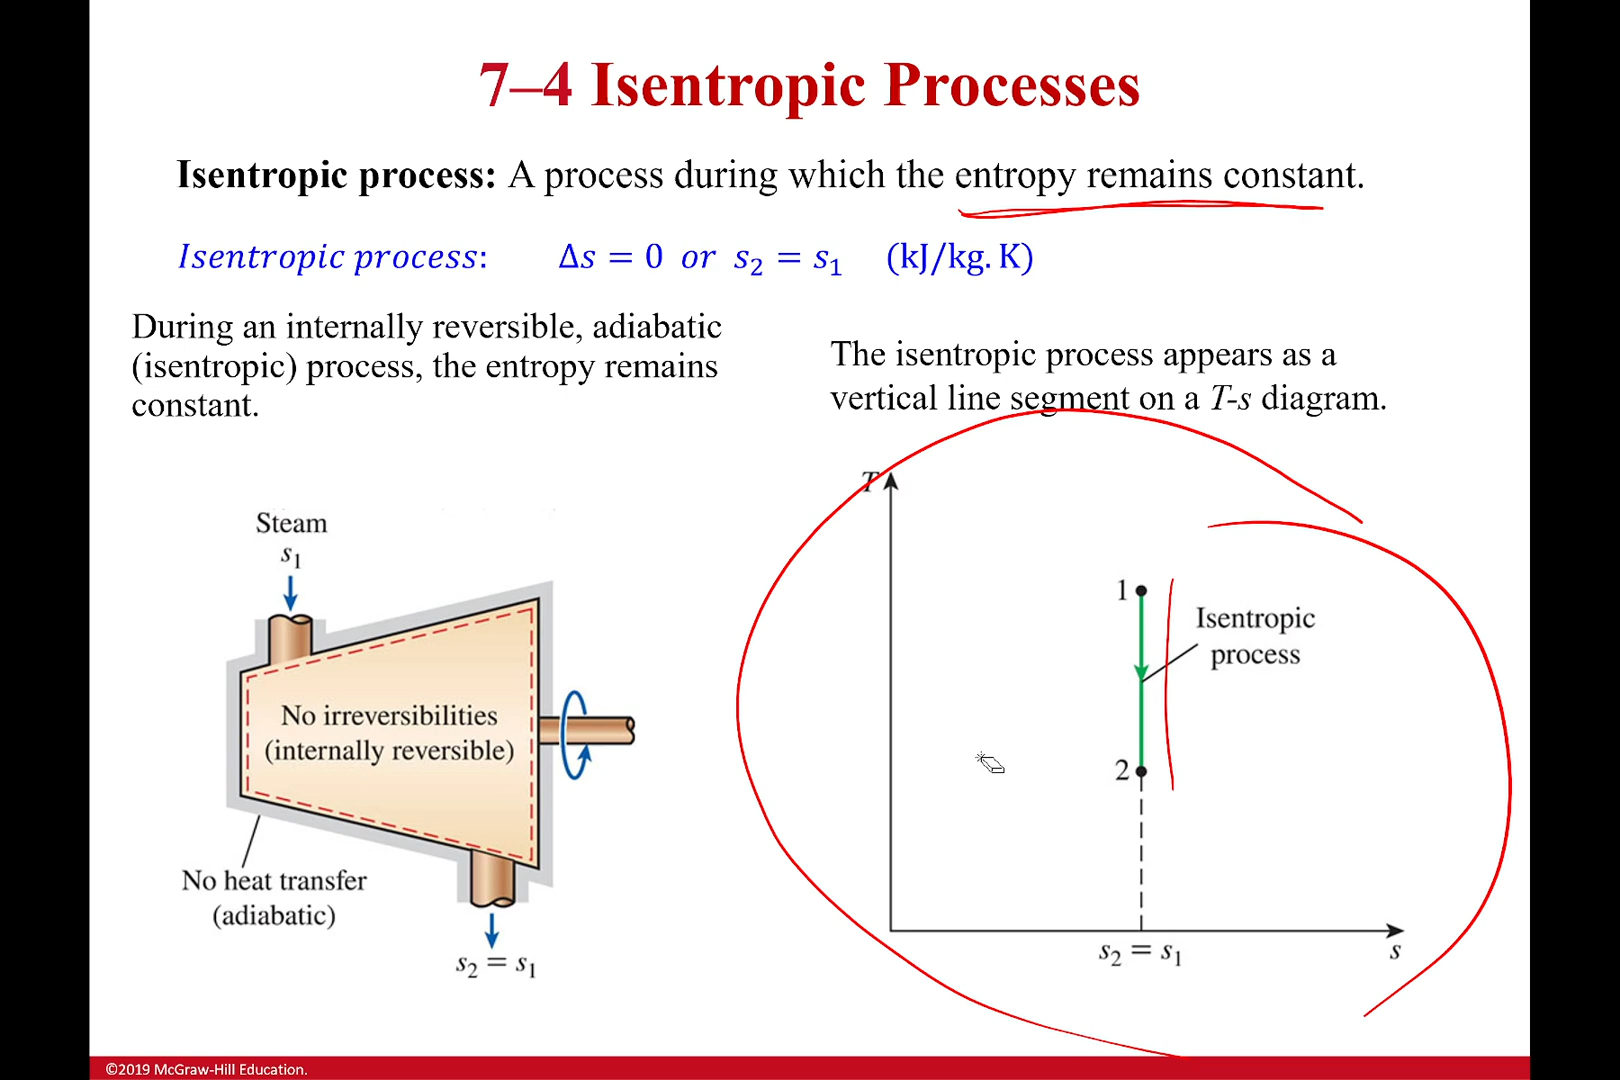 7–4 Isentropic Processes
Isentropic process: A process during which the entropy remains constant.
Isentropic process: Δs = 0 or s₂ = s₁ (kJ/kg. K)
During an internally reversible, adiabatic
(isentropic) process, the entropy remains
constant.
The isentropic process appears as a
vertical line segment on a T-s diagram.
Steam
s₁
No irreversibilities
(internally reversible)
No heat transfer
(adiabatic)
s₂ = s₁
T
1
Isentropic
process
2
s₂ = s₁
s
©2019 McGraw-Hill Education.